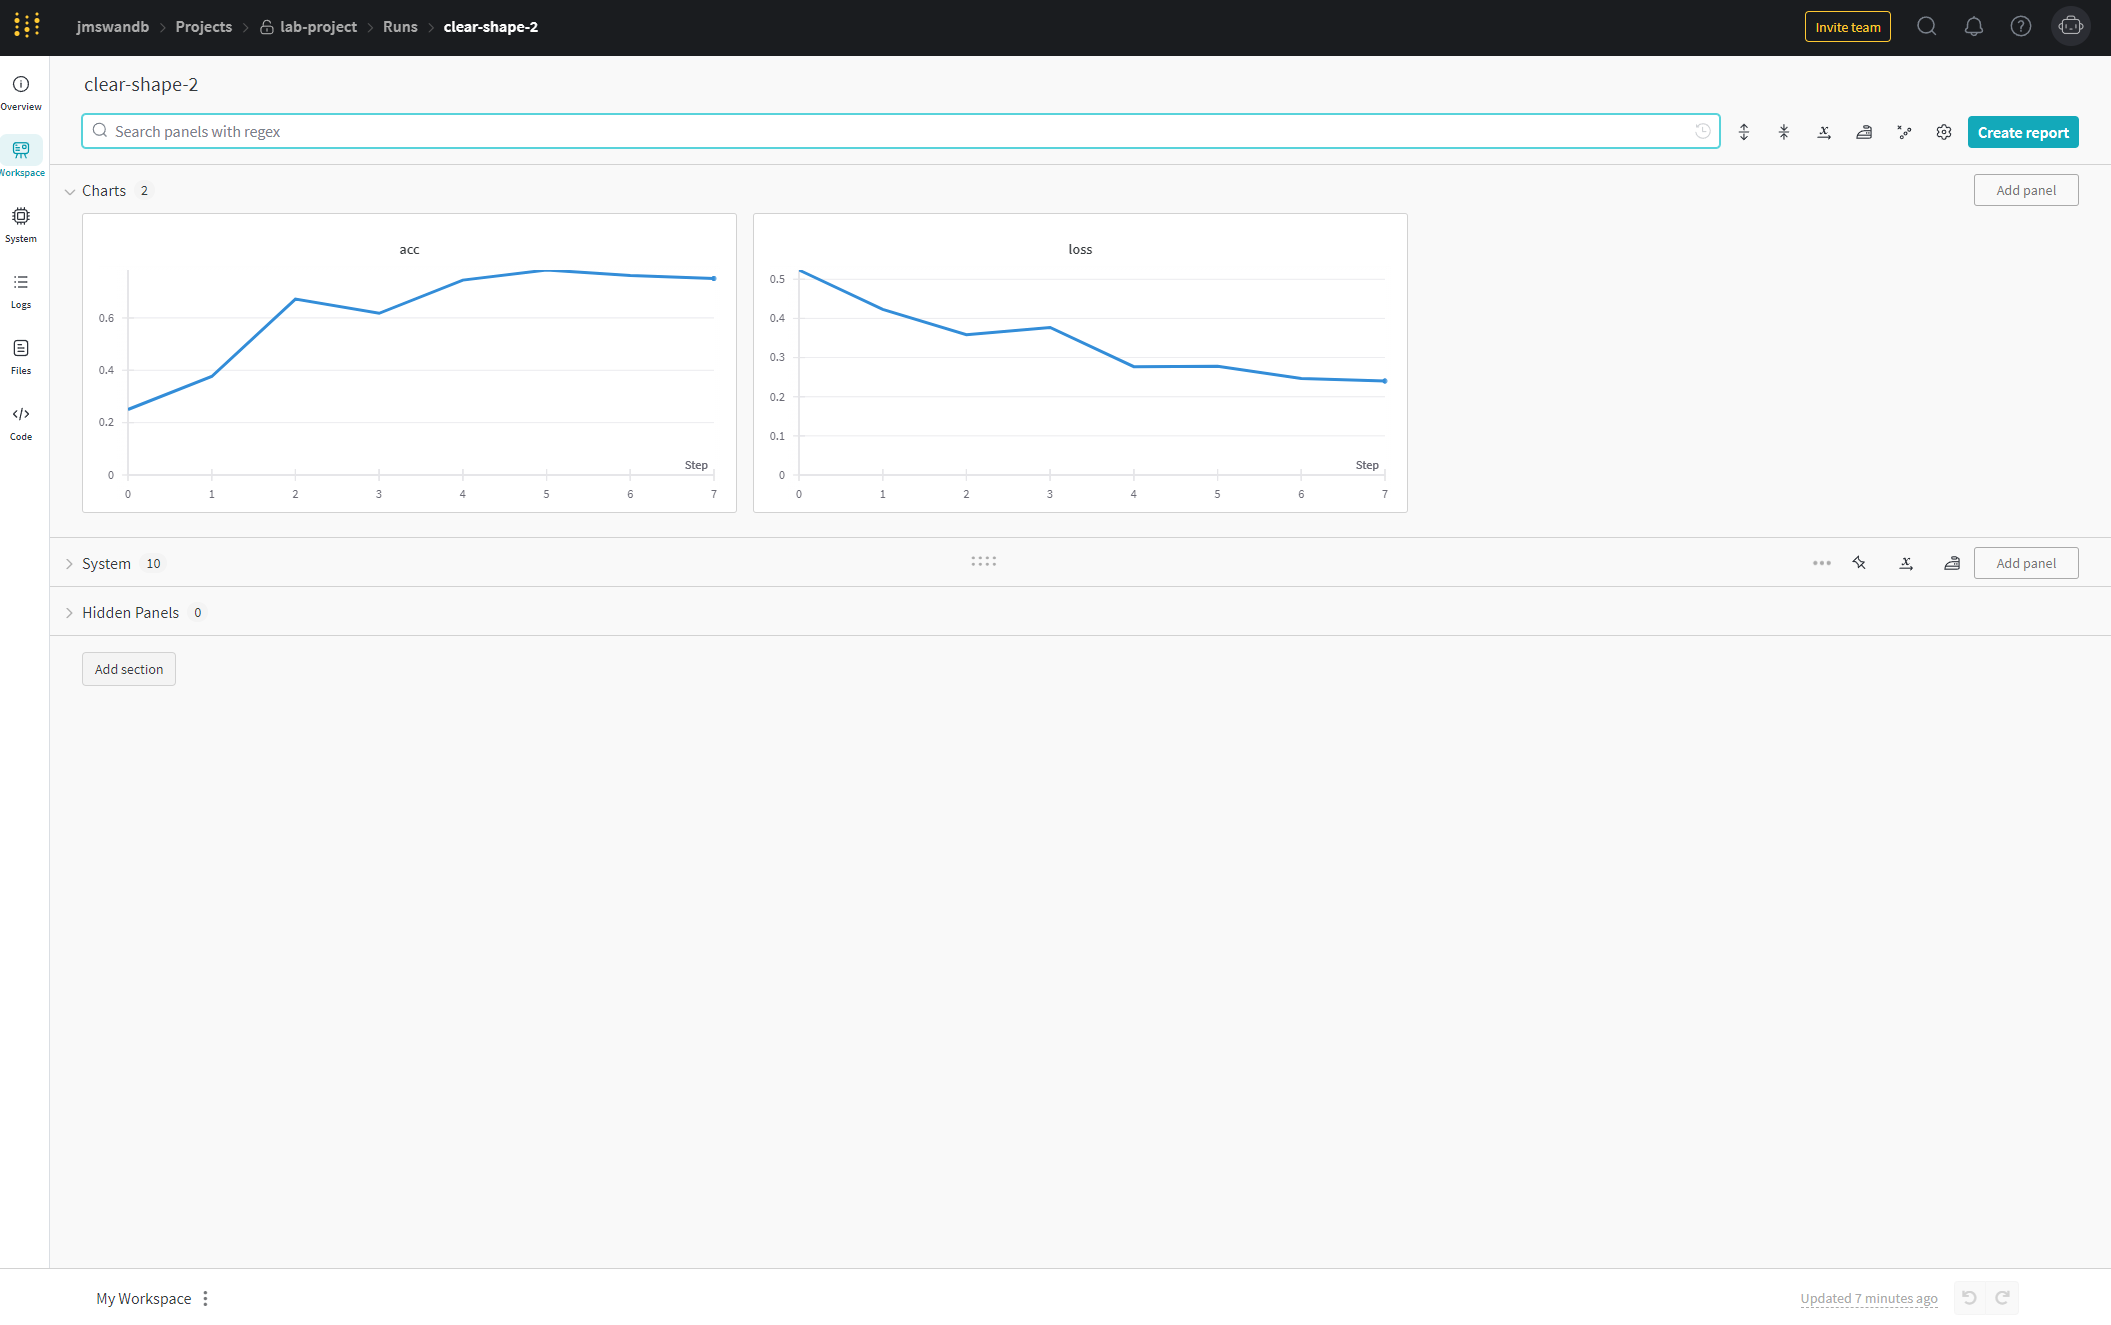 jmswandb Projects lab-project Runs clear-shape-2 Invite team
Overview
Workspace
System
Logs
Files
Code
clear-shape-2
Search panels with regex Create report
Charts 2 Add panel
acc
0.6
0.4
0.2
0
Step
0 1 2 3 4 5 6 7
loss
0.5
0.4
0.3
0.2
0.1
0
Step
0 1 2 3 4 5 6 7
System 10 Add panel
Hidden Panels 0
Add section
My Workspace Updated 7 minutes ago